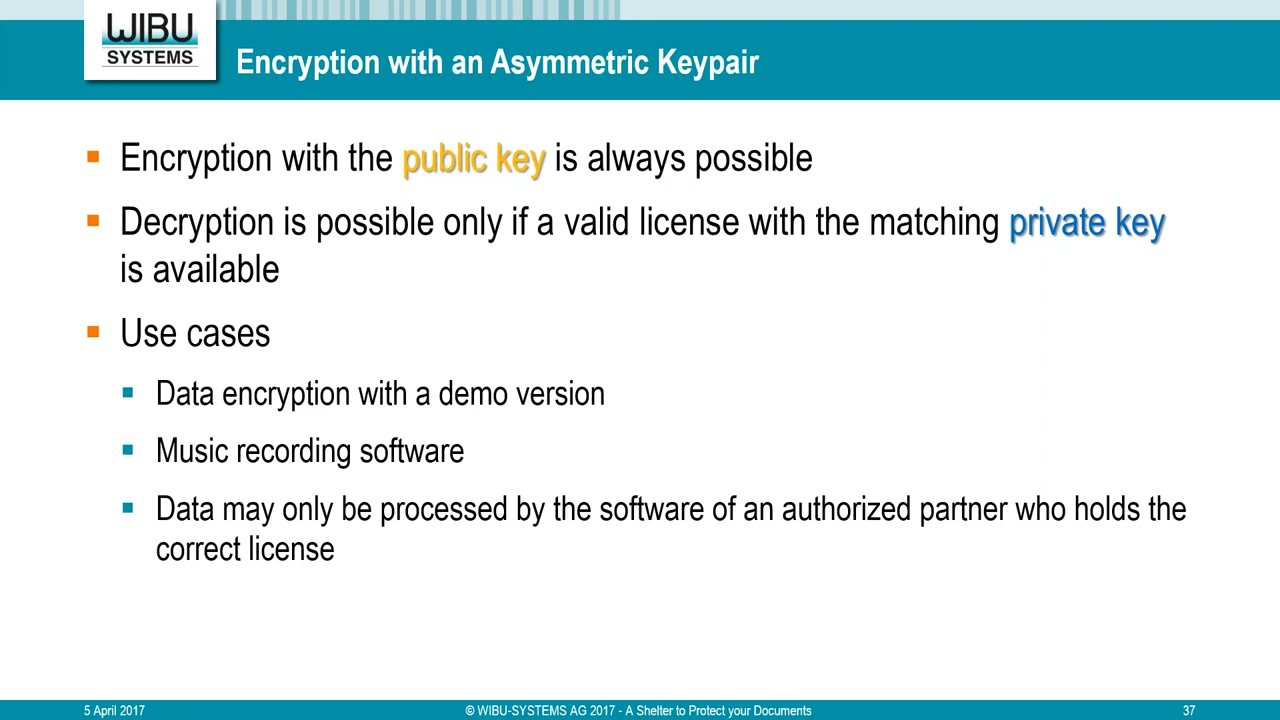 WIBU
SYSTEMS
Encryption with an Asymmetric Keypair
Encryption with the public key is always possible
Decryption is possible only if a valid license with the matching private key
is available
Use cases
Data encryption with a demo version
Music recording software
Data may only be processed by the software of an authorized partner who holds the
correct license
5 April 2017
© WIBU-SYSTEMS AG 2017 - A Shelter to Protect your Documents
37